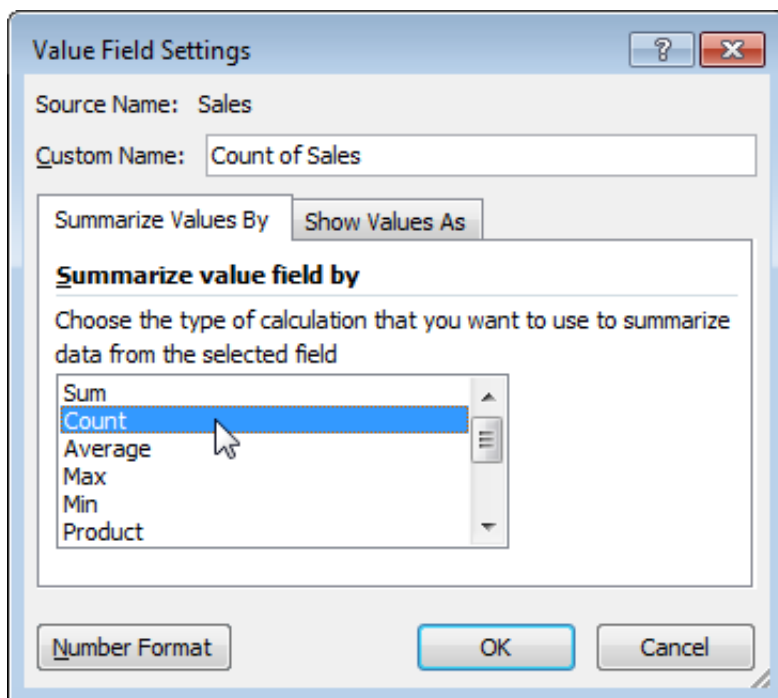 Value Field Settings
Source Name: Sales
Custom Name: Count of Sales
Summarize Values By Show Values As
Summarize value field by
Choose the type of calculation that you want to use to summarize
data from the selected field
Sum
Count
Average
Max
Min
Product
Number Format OK Cancel